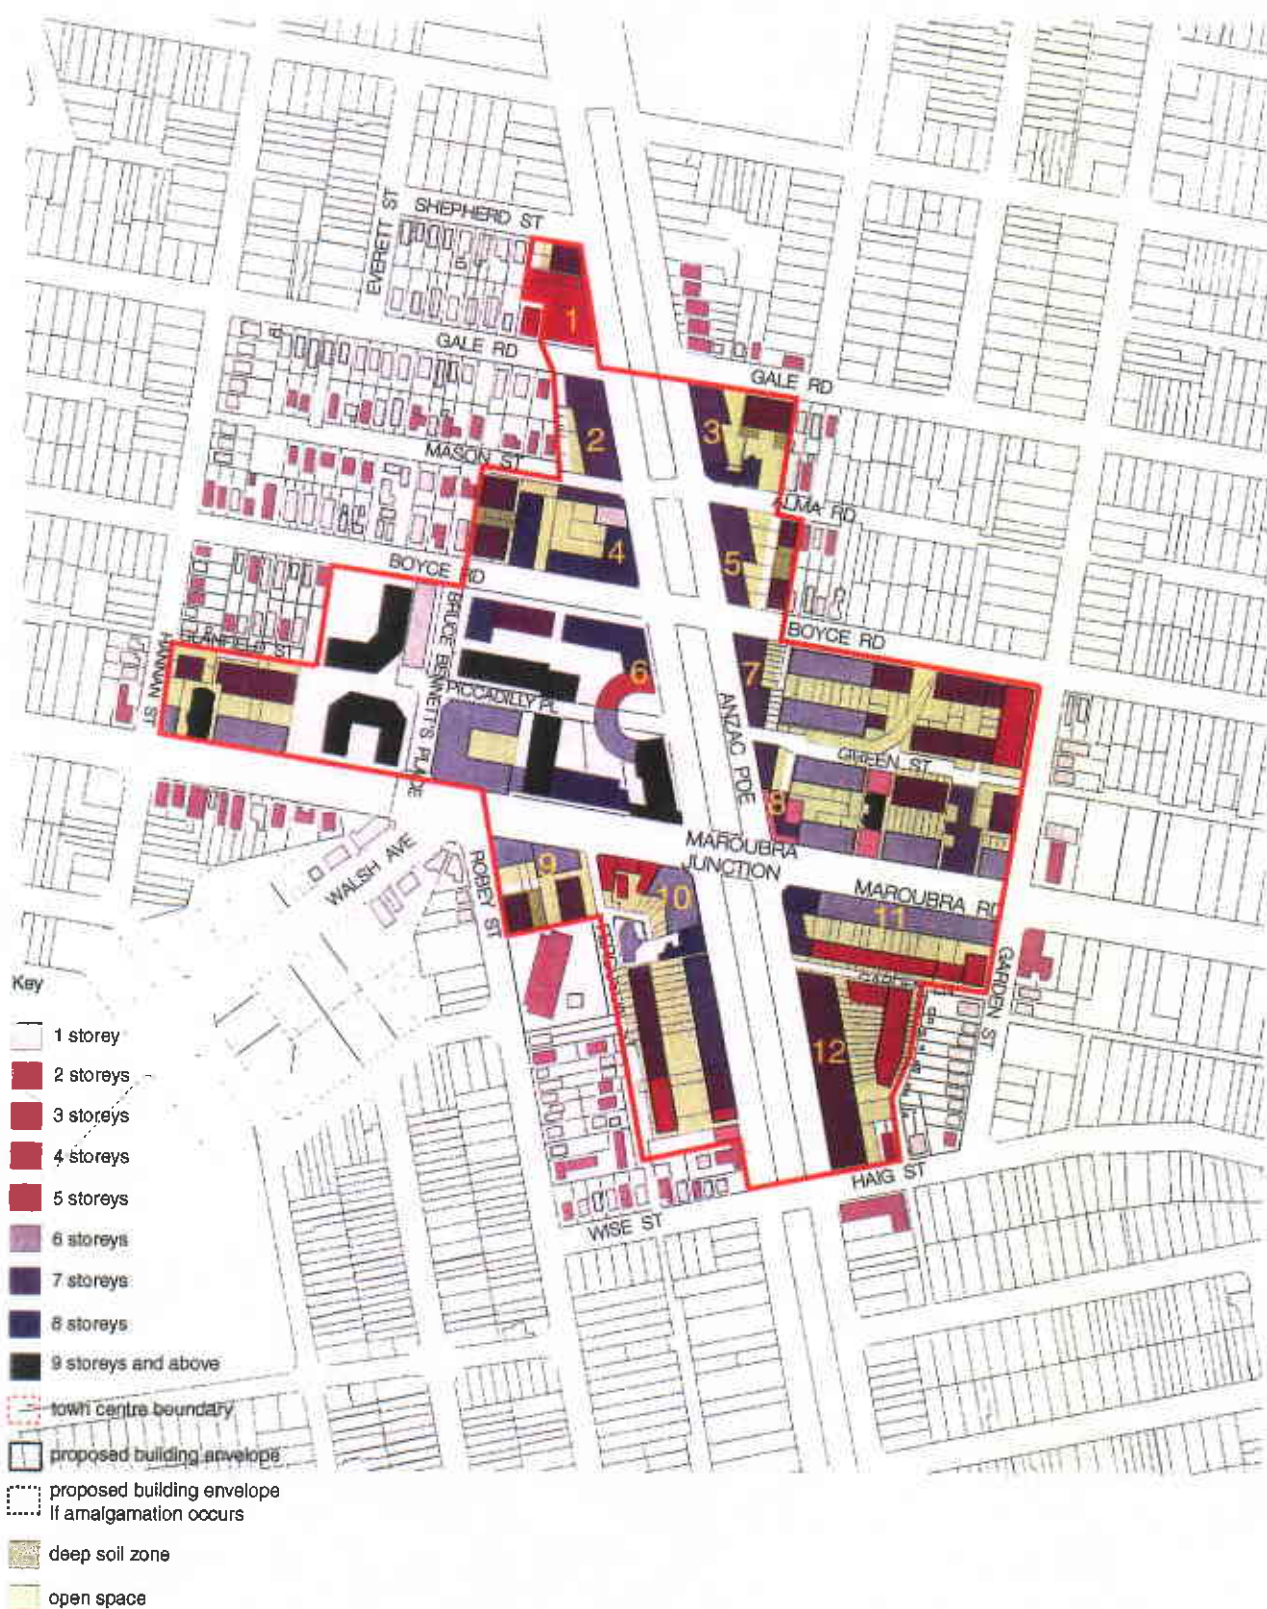 SHEPHERD ST
EVERETT ST
1
GALE RD
GALE RD
2
3
MASON ST
ALMA RD
4
5
BOYCE RD
BOYCE RD
HANNAN ST
BRUCE BENNETTS PLACE
6
7
PICCADILLY PL
ANZAC PDE
GREEN ST
8
MAROUBRA
JUNCTION
WALSH AVE
ROBEY ST
9
10
MAROUBRA RD
11
GARDEN ST
12
HAIG ST
WISE ST
Key
1 storey
2 storeys
3 storeys
4 storeys
5 storeys
6 storeys
7 storeys
8 storeys
9 storeys and above
town centre boundary
proposed building envelope
proposed building envelope
if amalgamation occurs
deep soil zone
open space